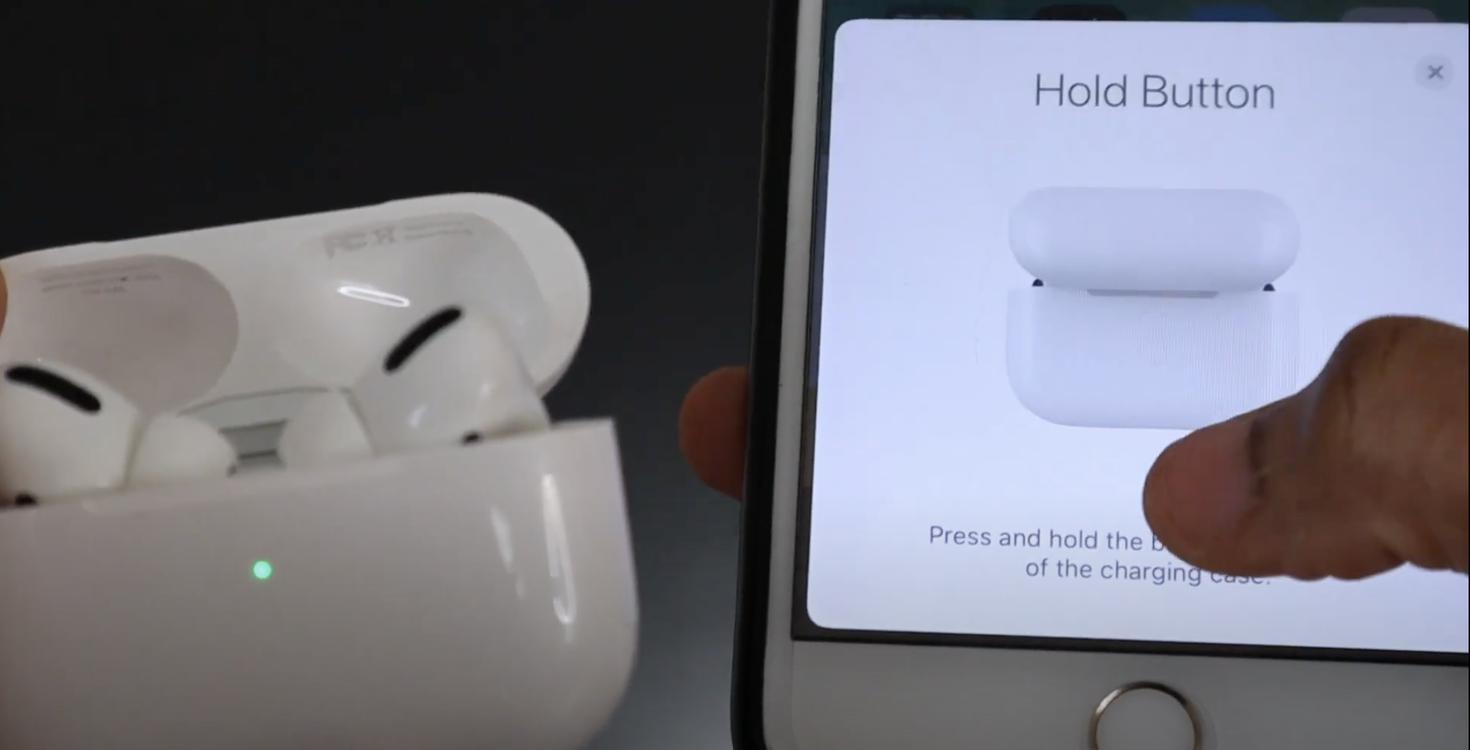 Hold Button
Press and hold the
of the charging case.